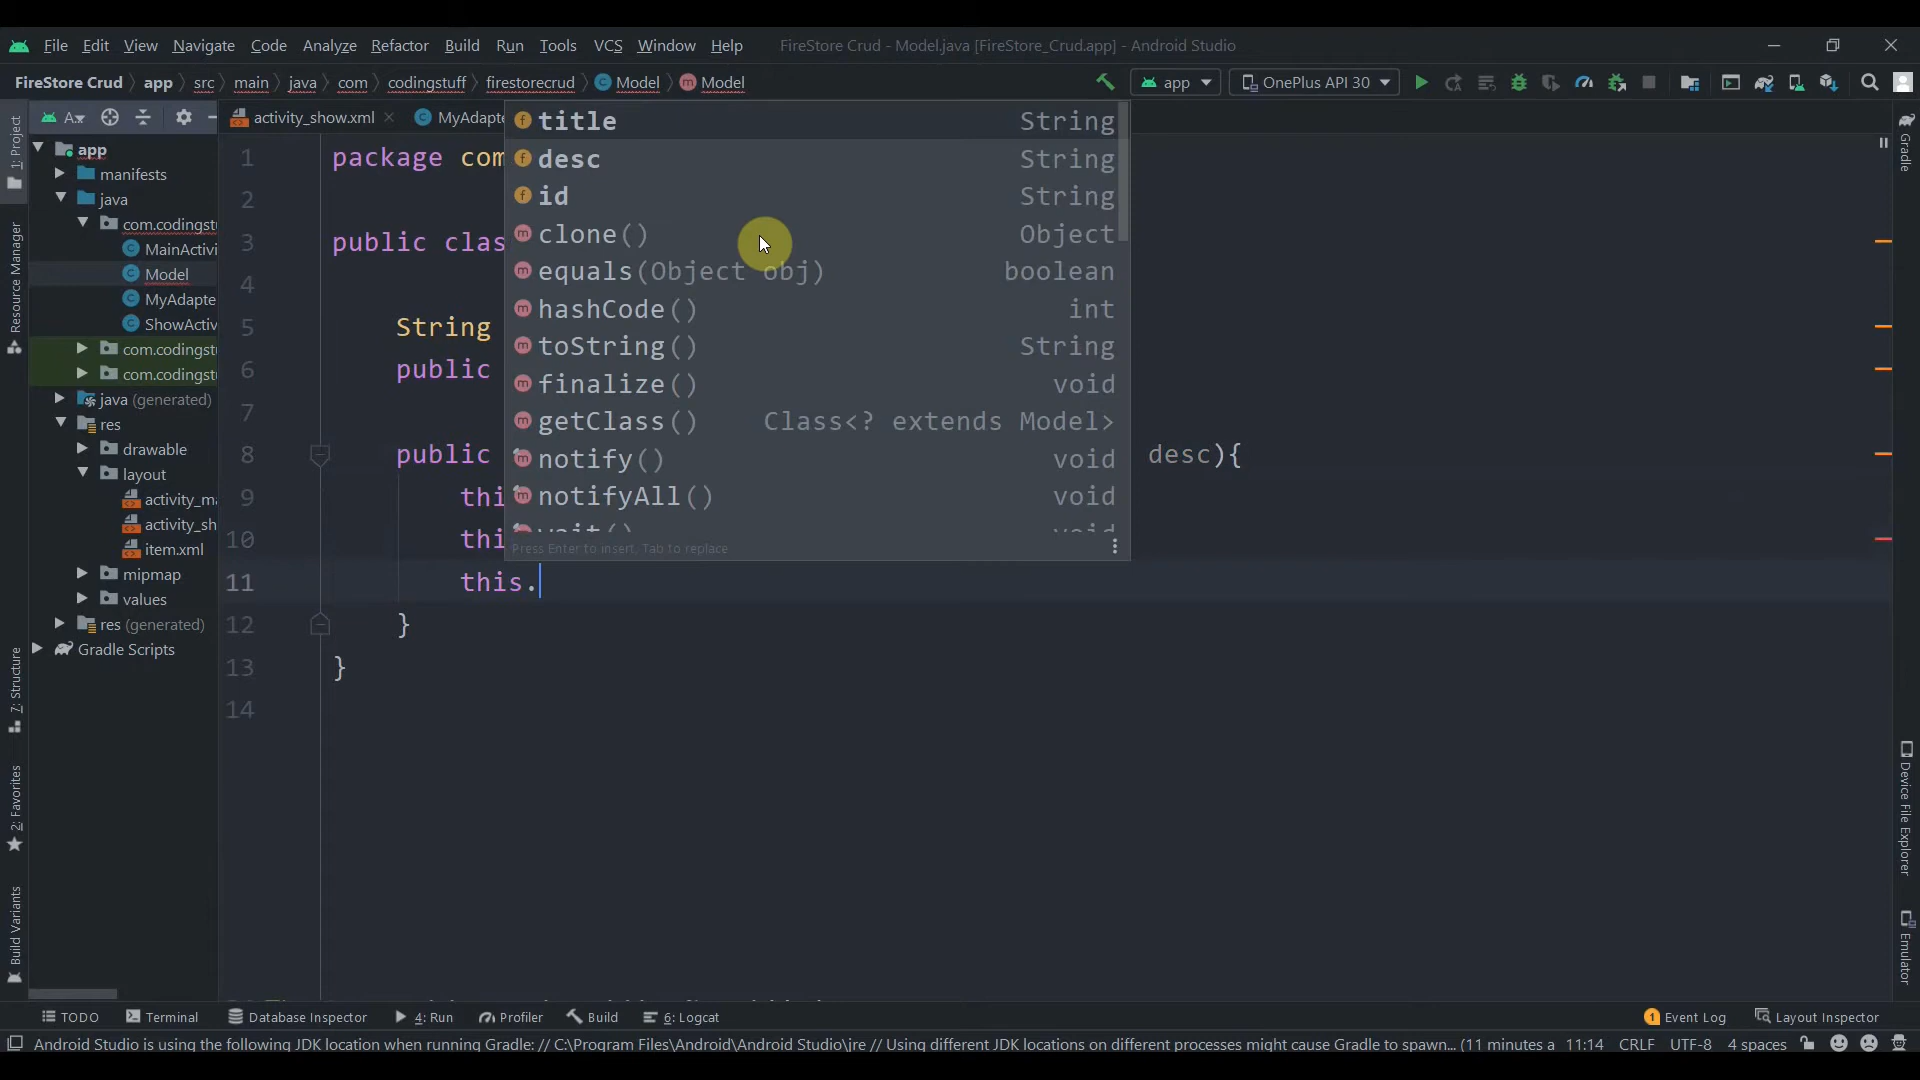 File Edit View Navigate Code Analyze Refactor Build Run Tools VCS Window Help FireStore Crud - Model.java [FireStore_Crud.app] - Android Studio
FireStore Crud app src main java com codingstuff firestorecrud Model Model app OnePlus API 30
A.. activity_show.xml MyAdapte
1: Project
Resource Manager
7: Structure
2: Favorites
Build Variants
app
manifests
java
com.codingstu
MainActivi
Model
MyAdapte
ShowActiv
com.codingstu
com.codingstu
java (generated)
res
drawable
layout
activity_ma
activity_sh
item.xml
mipmap
values
res (generated)
Gradle Scripts
1 package com
2
3 public clas
4
5 String
6 public
7
8 public desc){
9 thi
10 thi
11 this.
12 }
13 }
14
title String
desc String
id String
clone() Object
equals(Object obj) boolean
hashCode() int
toString() String
finalize() void
getClass() Class<? extends Model>
notify() void
notifyAll() void
wait() void
Press Enter to insert, Tab to replace
Gradle
Device File Explorer
Emulator
TODO Terminal Database Inspector 4: Run Profiler Build 6: Logcat 1 Event Log Layout Inspector
Android Studio is using the following JDK location when running Gradle: // C:\Program Files\Android\Android Studio\jre // Using different JDK locations on different processes might cause Gradle to spawn... (11 minutes a 11:14 CRLF UTF-8 4 spaces